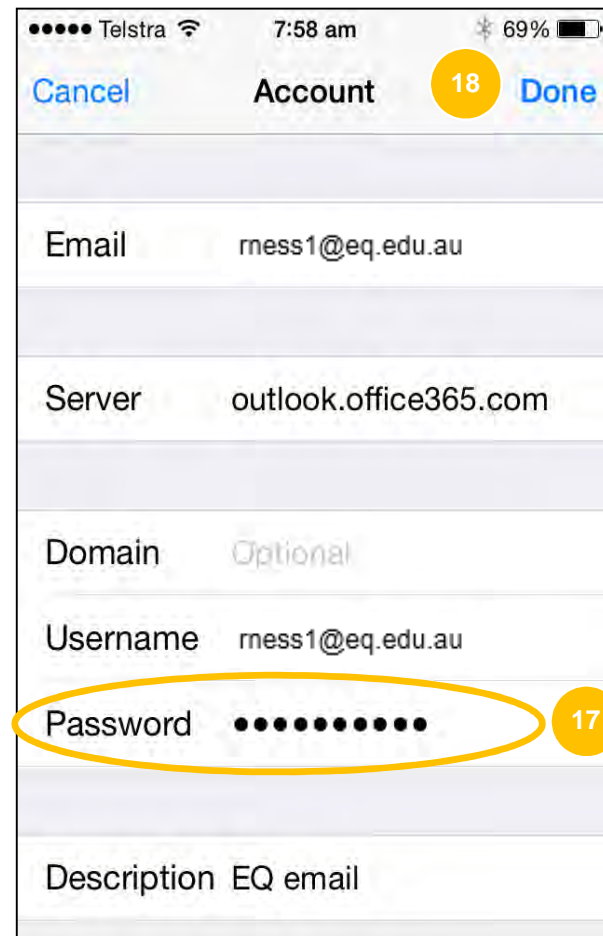 ●●●●● Telstra 7:58 am 69%
Cancel Account 18 Done
Email rness1@eq.edu.au
Server outlook.office365.com
Domain Optional
Username rness1@eq.edu.au
Password ●●●●●●●●●● 17
Description EQ email